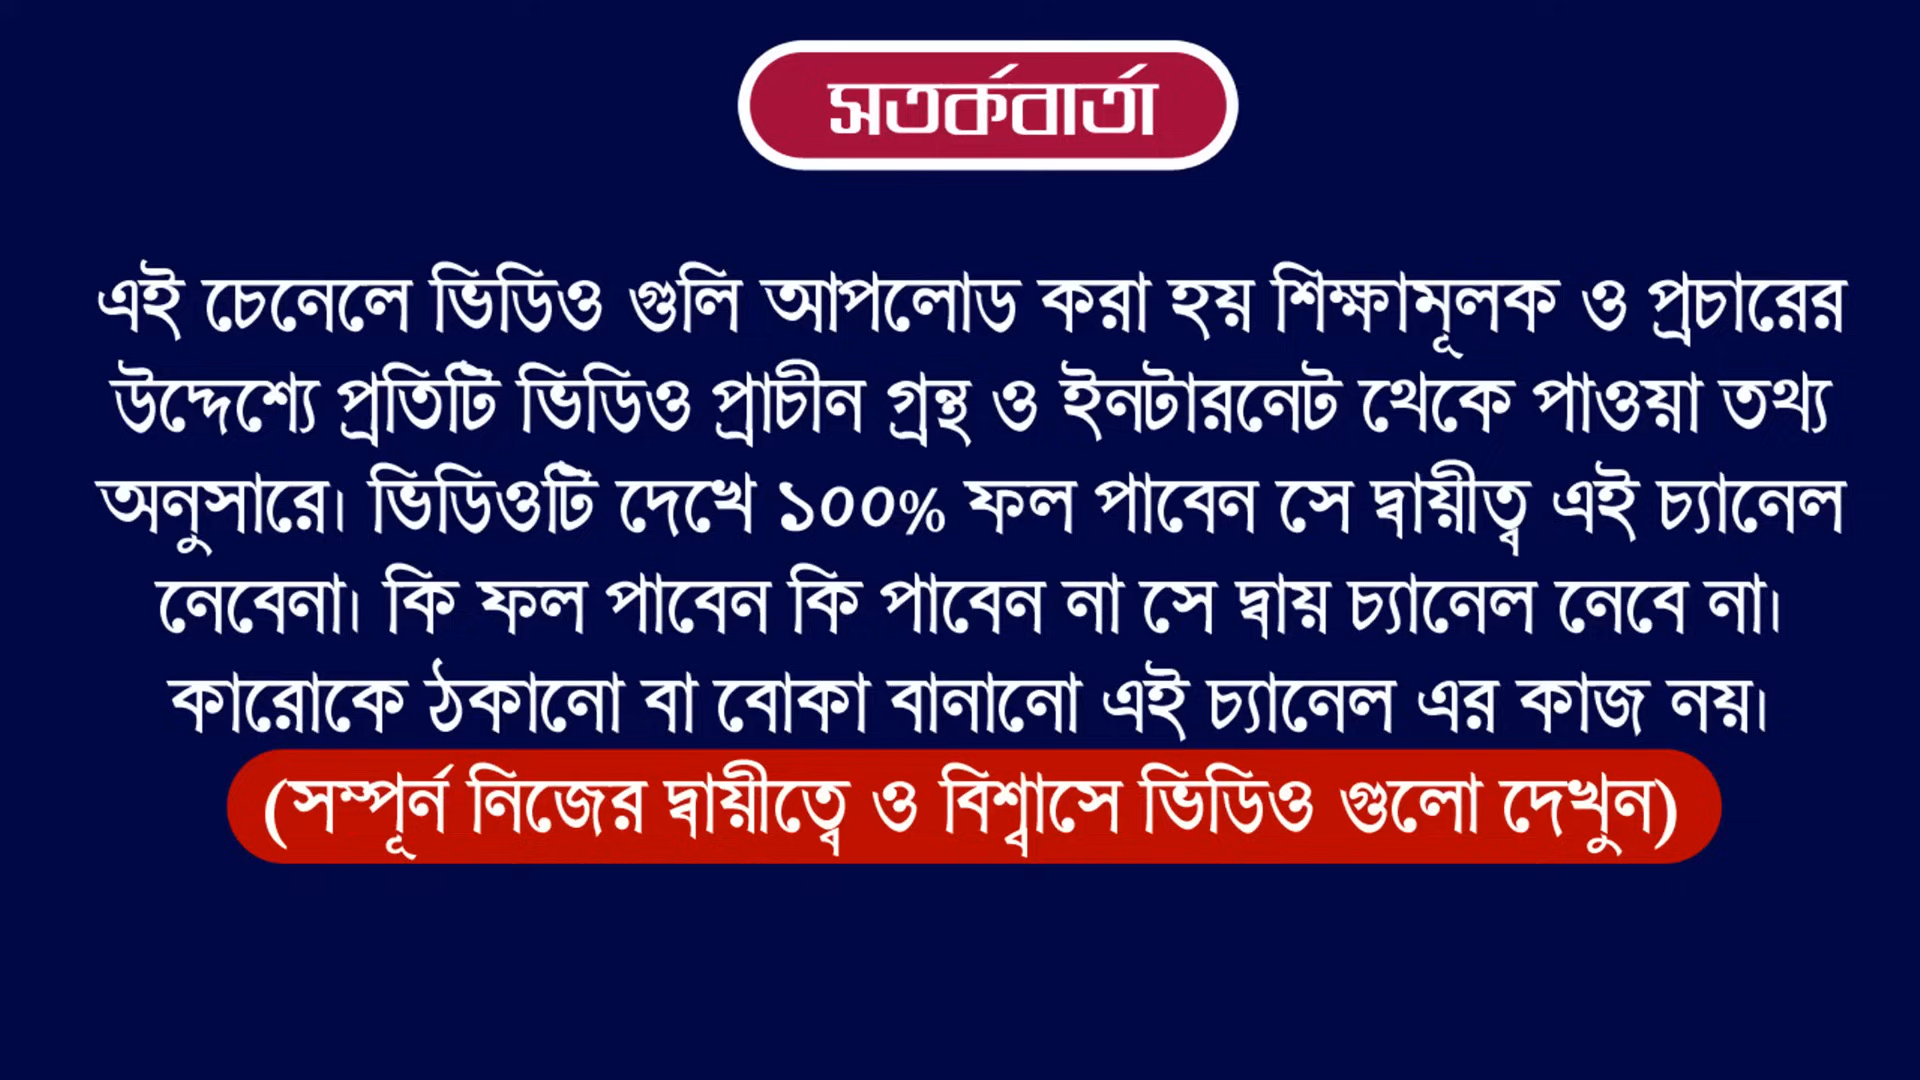 সতর্কবার্তা
এই চেনেলে ভিডিও গুলি আপলোড করা হয় শিক্ষামূলক ও প্রচারের
উদ্দেশ্যে প্রতিটি ভিডিও প্রাচীন গ্রন্থ ও ইনটারনেট থেকে পাওয়া তথ্য
অনুসারে। ভিডিওটি দেখে ১০০% ফল পাবেন সে দ্বায়ীত্ব এই চ্যানেল
নেবেনা। কি ফল পাবেন কি পাবেন না সে দ্বায় চ্যানেল নেবে না।
কারোকে ঠকানো বা বোকা বানানো এই চ্যানেল এর কাজ নয়।
(সম্পূর্ন নিজের দ্বায়ীত্বে ও বিশ্বাসে ভিডিও গুলো দেখুন)